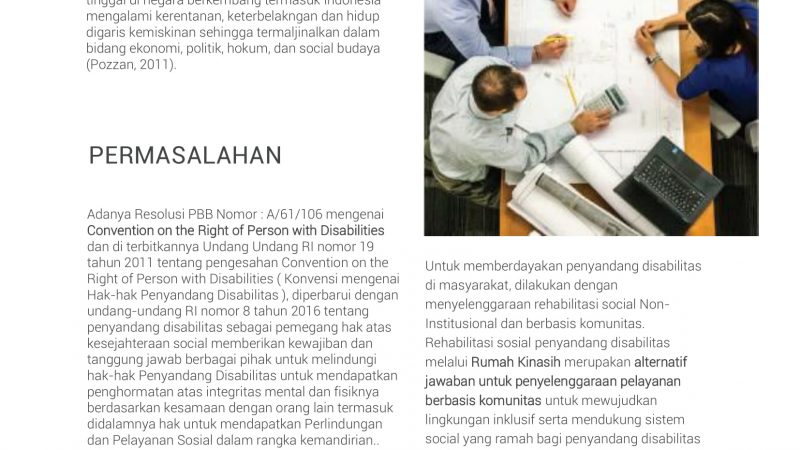 tinggal di negara berkembang termasuk Indonesia
mengalami kerentanan, keterbelakngan dan hidup
digaris kemiskinan sehingga termaljinalkan dalam
bidang ekonomi, politik, hokum, dan social budaya
(Pozzan, 2011).
PERMASALAHAN
Adanya Resolusi PBB Nomor : A/61/106 mengenai
Convention on the Right of Person with Disabilities
dan di terbitkannya Undang Undang RI nomor 19
tahun 2011 tentang pengesahan Convention on the
Right of Person with Disabilities ( Konvensi mengenai
Hak-hak Penyandang Disabilitas ), diperbarui dengan
undang-undang RI nomor 8 tahun 2016 tentang
penyandang disabilitas sebagai pemegang hak atas
kesejahteraan social memberikan kewajiban dan
tanggung jawab berbagai pihak untuk melindungi
hak-hak Penyandang Disabilitas untuk mendapatkan
penghormatan atas integritas mental dan fisiknya
berdasarkan kesamaan dengan orang lain termasuk
didalamnya hak untuk mendapatkan Perlindungan
dan Pelayanan Sosial dalam rangka kemandirian..
Untuk memberdayakan penyandang disabilitas
di masyarakat, dilakukan dengan
menyelenggaraan rehabilitasi social Non-
Institusional dan berbasis komunitas.
Rehabilitasi sosial penyandang disabilitas
melalui Rumah Kinasih merupakan alternatif
jawaban untuk penyelenggaraan pelayanan
berbasis komunitas untuk mewujudkan
lingkungan inklusif serta mendukung sistem
social yang ramah bagi penyandang disabilitas